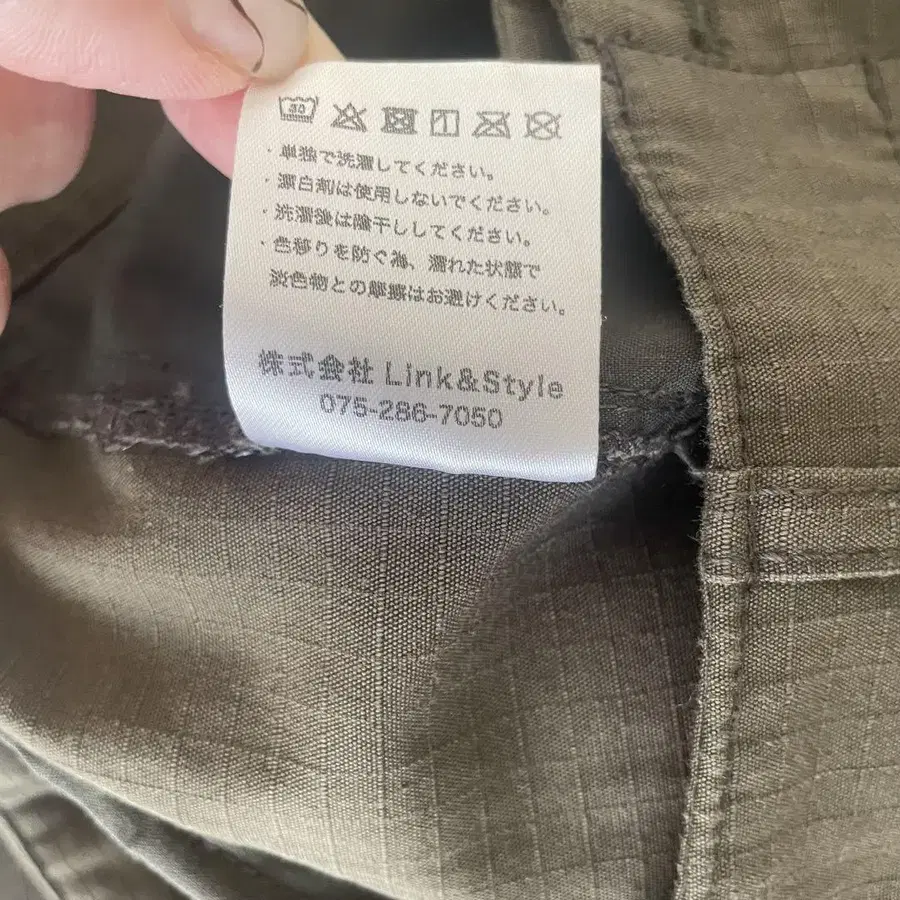 30
・単独で洗濯してください。
・漂白剤は使用しないでください。
・洗濯後は陰干ししてください。
・色移りを防ぐ為、濡れた状態で
淡色物との摩擦はお避けください。
株式会社 Link&Style
075-286-7050